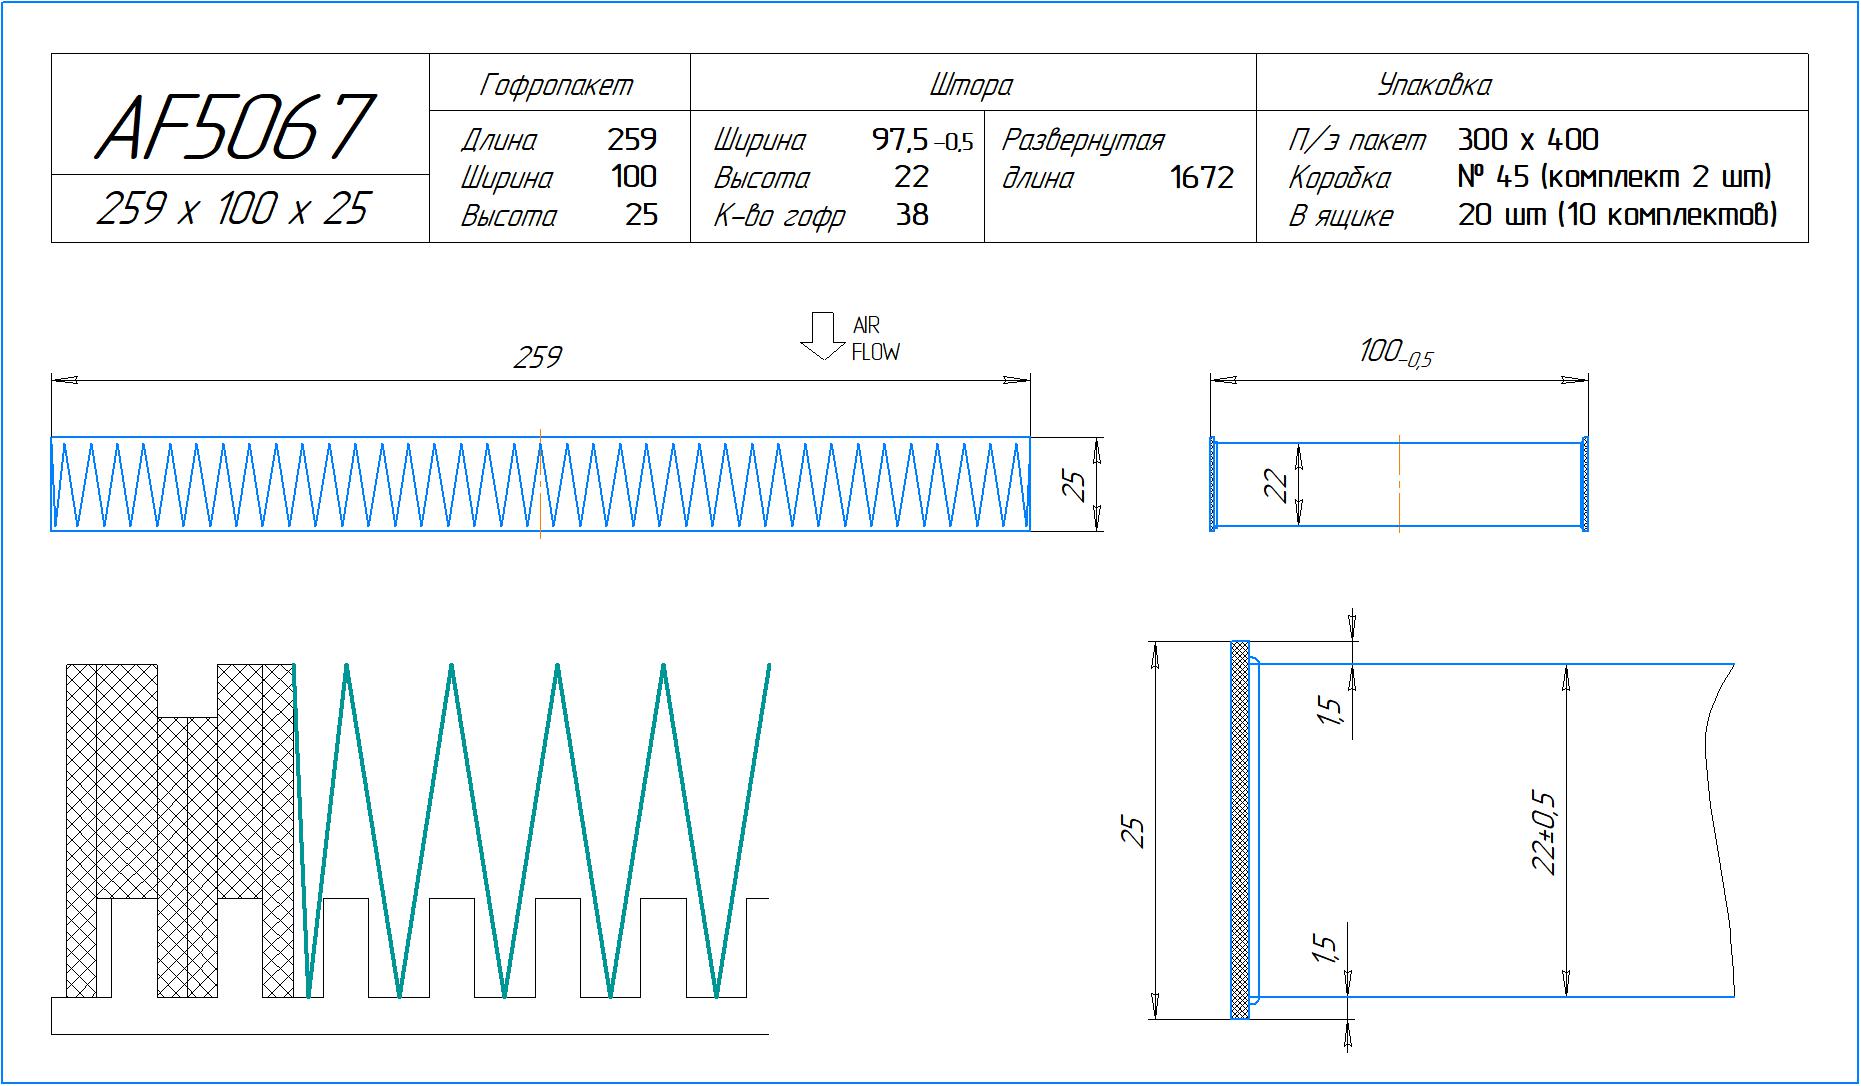 AF5067
259 х 100 х 25
Гофропакет
Длина 259
Ширина 100
Высота 25
Штора
Ширина 97,5 -0,5
Высота 22
К-во гофр 38
Развернутая
длина 1672
Упаковка
П/э пакет 300 х 400
Коробка № 45 (комплект 2 шт)
В ящике 20 шт (10 комплектов)
AIR
FLOW
259
100-0,5
25
22
1,5
25
22±0,5
1,5